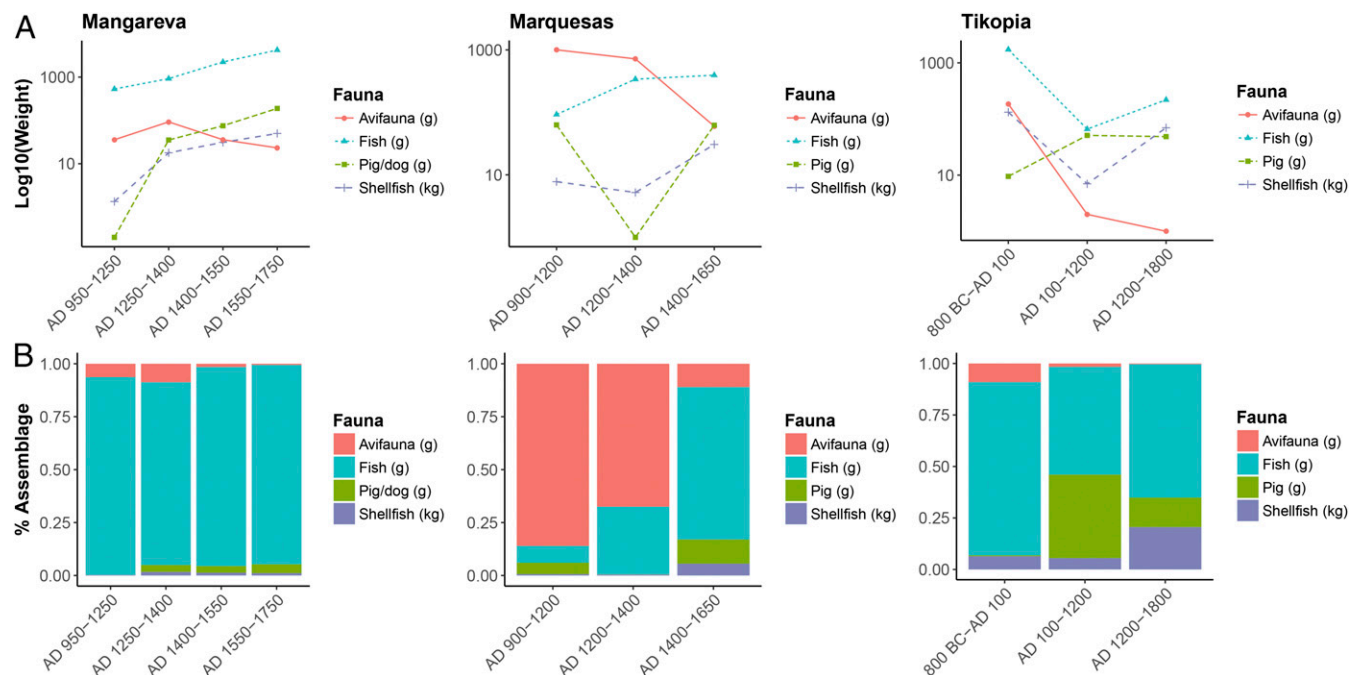 A
Mangareva
Log10(Weight)
1000
10
AD 950−1250
AD 1250−1400
AD 1400−1550
AD 1550−1750
Fauna
Avifauna (g)
Fish (g)
Pig/dog (g)
Shellfish (kg)
Marquesas
1000
10
AD 900−1200
AD 1200−1400
AD 1400−1650
Fauna
Avifauna (g)
Fish (g)
Pig (g)
Shellfish (kg)
Tikopia
1000
10
800 BC−AD 100
AD 100−1200
AD 1200−1800
Fauna
Avifauna (g)
Fish (g)
Pig (g)
Shellfish (kg)
B
% Assemblage
1.00
0.75
0.50
0.25
0.00
AD 950−1250
AD 1250−1400
AD 1400−1550
AD 1550−1750
Fauna
Avifauna (g)
Fish (g)
Pig/dog (g)
Shellfish (kg)
1.00
0.75
0.50
0.25
0.00
AD 900−1200
AD 1200−1400
AD 1400−1650
Fauna
Avifauna (g)
Fish (g)
Pig (g)
Shellfish (kg)
1.00
0.75
0.50
0.25
0.00
800 BC−AD 100
AD 100−1200
AD 1200−1800
Fauna
Avifauna (g)
Fish (g)
Pig (g)
Shellfish (kg)